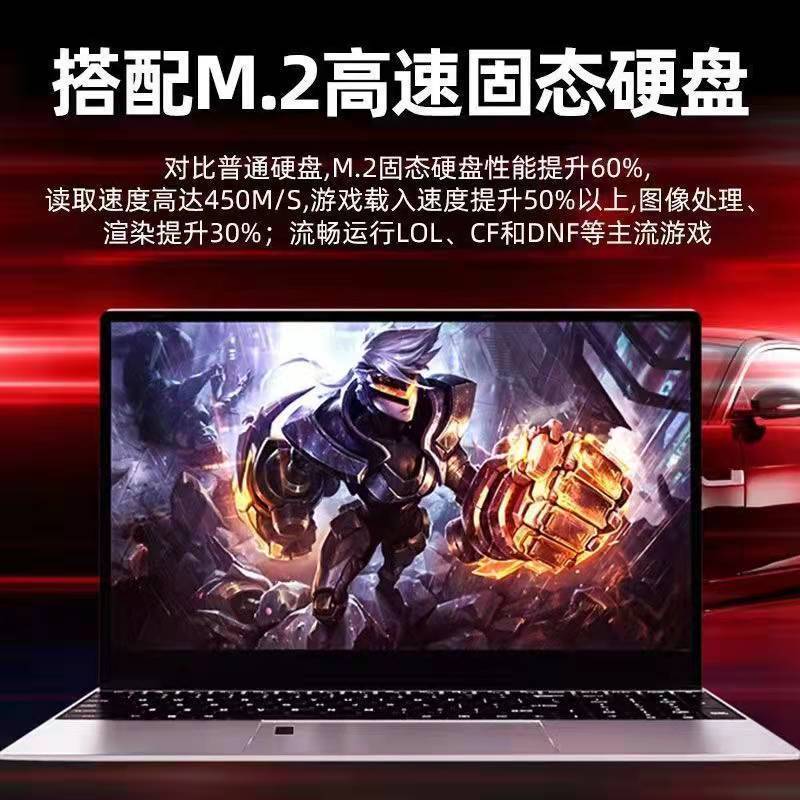 搭配M.2高速固态硬盘
对比普通硬盘,M.2固态硬盘性能提升60%,
读取速度高达450M/S,游戏载入速度提升50%以上,图像处理、
渲染提升30%；流畅运行LOL、CF和DNF等主流游戏